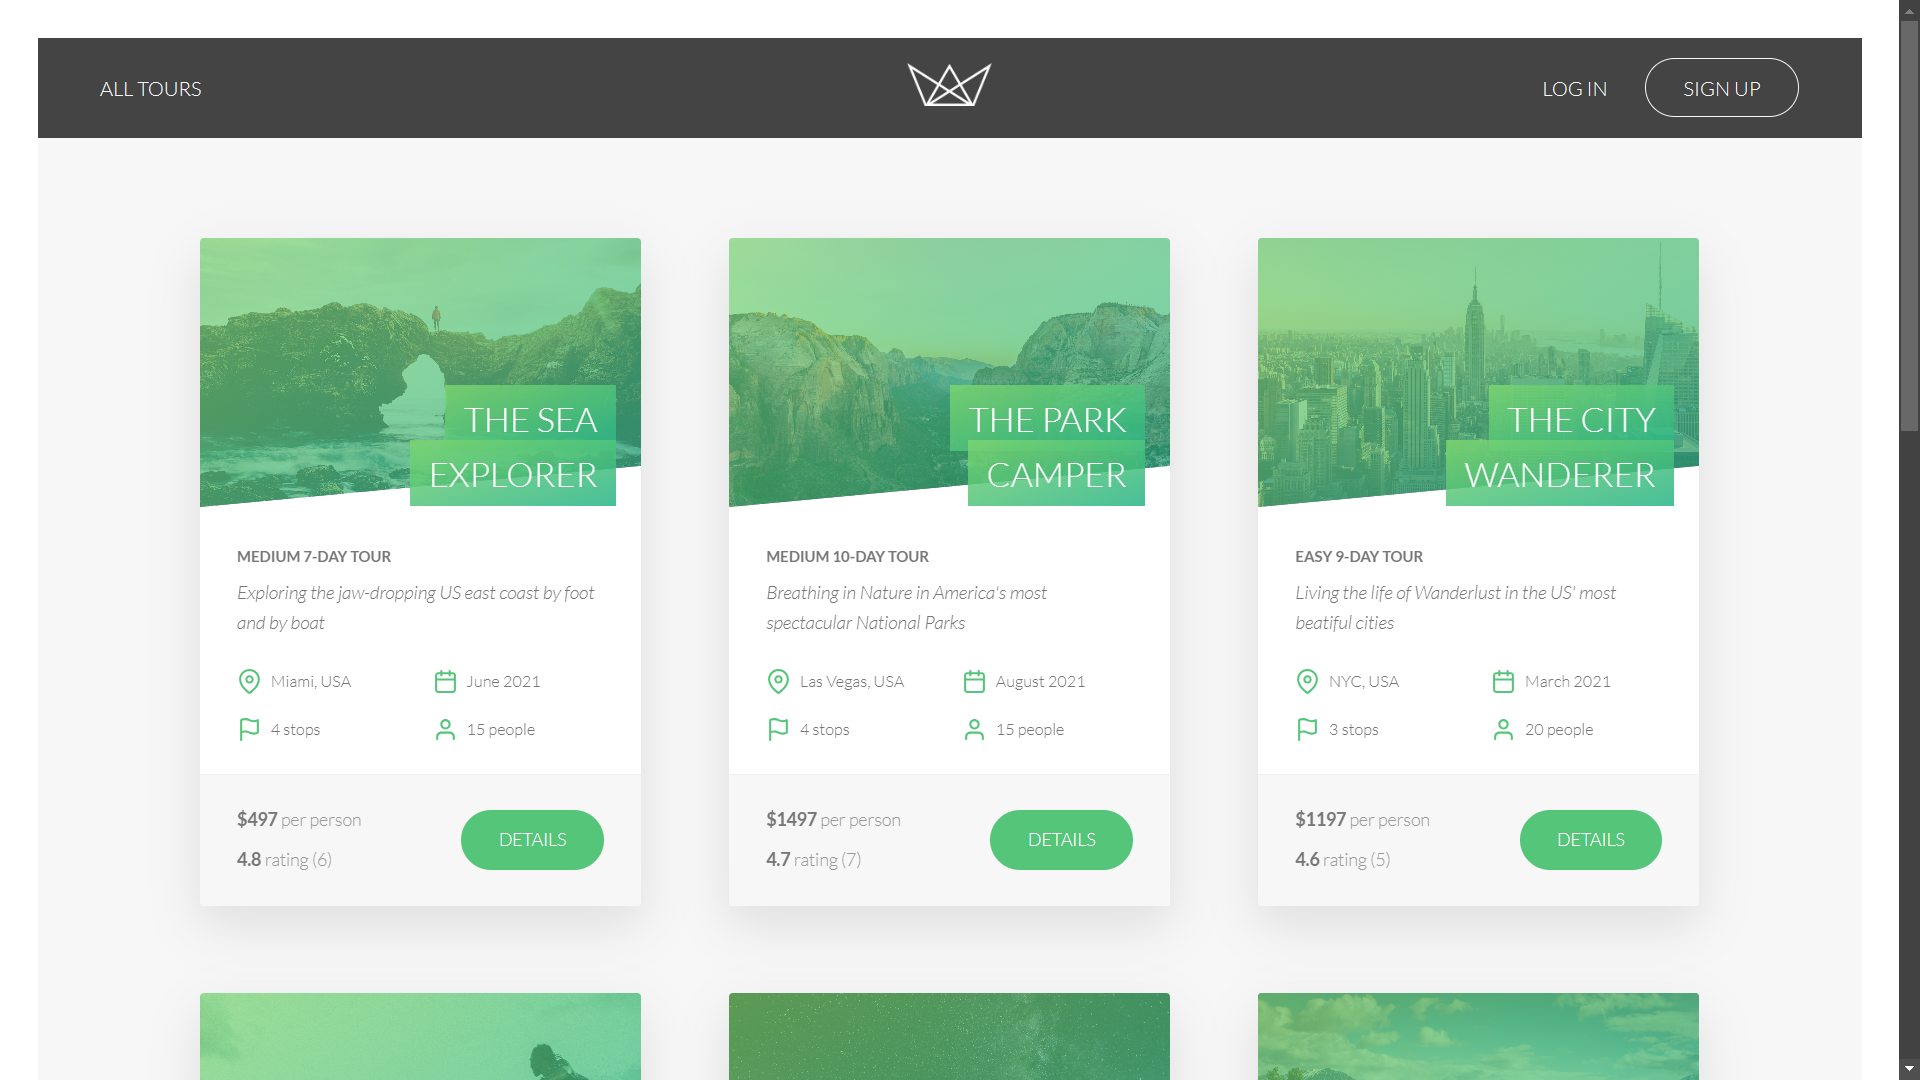 ALL TOURS
LOG IN
SIGN UP
THE SEA
EXPLORER
MEDIUM 7-DAY TOUR
Exploring the jaw-dropping US east coast by foot
and by boat
Miami, USA
June 2021
4 stops
15 people
$497 per person
4.8 rating (6)
DETAILS
THE PARK
CAMPER
MEDIUM 10-DAY TOUR
Breathing in Nature in America's most
spectacular National Parks
Las Vegas, USA
August 2021
4 stops
15 people
$1497 per person
4.7 rating (7)
DETAILS
THE CITY
WANDERER
EASY 9-DAY TOUR
Living the life of Wanderlust in the US' most
beatiful cities
NYC, USA
March 2021
3 stops
20 people
$1197 per person
4.6 rating (5)
DETAILS